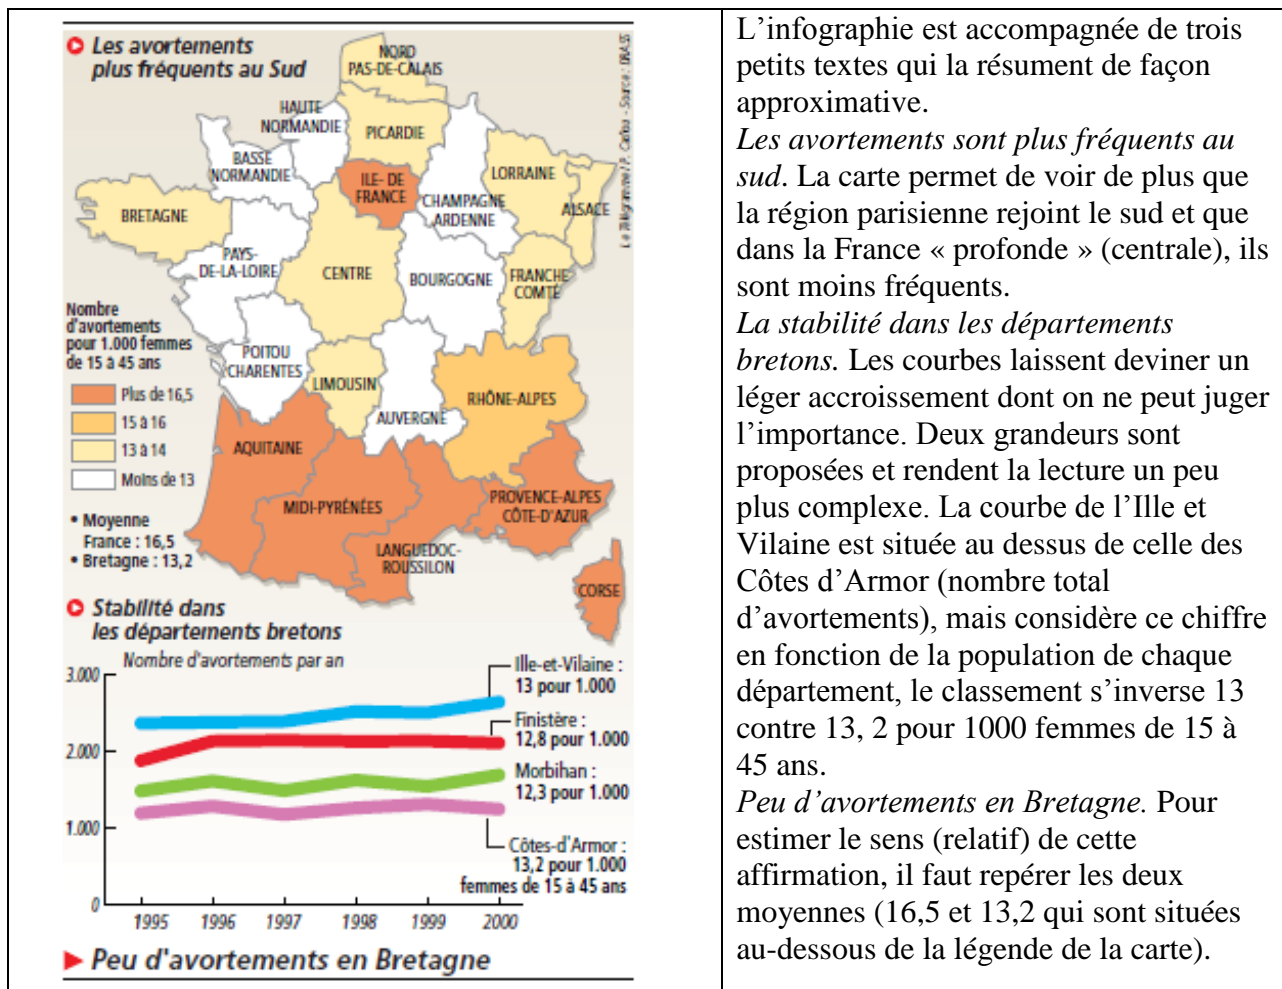 Les avortements
plus fréquents au Sud
NORD
PAS-DE-CALAIS
HAUTE
NORMANDIE
PICARDIE
BASSE
NORMANDIE
ILE- DE
FRANCE
CHAMPAGNE
ARDENNE
LORRAINE
ALSACE
BRETAGNE
PAYS-
DE-LA-LOIRE
CENTRE
BOURGOGNE
FRANCHE
COMTÉ
POITOU
CHARENTES
LIMOUSIN
AUVERGNE
RHÔNE-ALPES
AQUITAINE
MIDI-PYRÉNÉES
LANGUEDOC-
ROUSSILLON
PROVENCE-ALPES
CÔTE-D'AZUR
CORSE
Le Télégramme / P. - Source :
Nombre
d'avortements
pour 1.000 femmes
de 15 à 45 ans
Plus de 16,5
15 à 16
13 à 14
Moins de 13
• Moyenne
France : 16,5
• Bretagne : 13,2
Stabilité dans
les départements bretons
Nombre d'avortements par an
3.000
2.000
1.000
0
1995 1996 1997 1998 1999 2000
Ille-et-Vilaine :
13 pour 1.000
Finistère :
12,8 pour 1.000
Morbihan :
12,3 pour 1.000
Côtes-d'Armor :
13,2 pour 1.000
femmes de 15 à 45 ans
Peu d'avortements en Bretagne
L'infographie est accompagnée de trois
petits textes qui la résument de façon
approximative.
Les avortements sont plus fréquents au
sud. La carte permet de voir de plus que
la région parisienne rejoint le sud et que
dans la France « profonde » (centrale), ils
sont moins fréquents.
La stabilité dans les départements
bretons. Les courbes laissent deviner un
léger accroissement dont on ne peut juger
l'importance. Deux grandeurs sont
proposées et rendent la lecture un peu
plus complexe. La courbe de l'Ille et
Vilaine est située au dessus de celle des
Côtes d'Armor (nombre total
d'avortements), mais considère ce chiffre
en fonction de la population de chaque
département, le classement s'inverse 13
contre 13, 2 pour 1000 femmes de 15 à
45 ans.
Peu d'avortements en Bretagne. Pour
estimer le sens (relatif) de cette
affirmation, il faut repérer les deux
moyennes (16,5 et 13,2 qui sont situées
au-dessous de la légende de la carte).